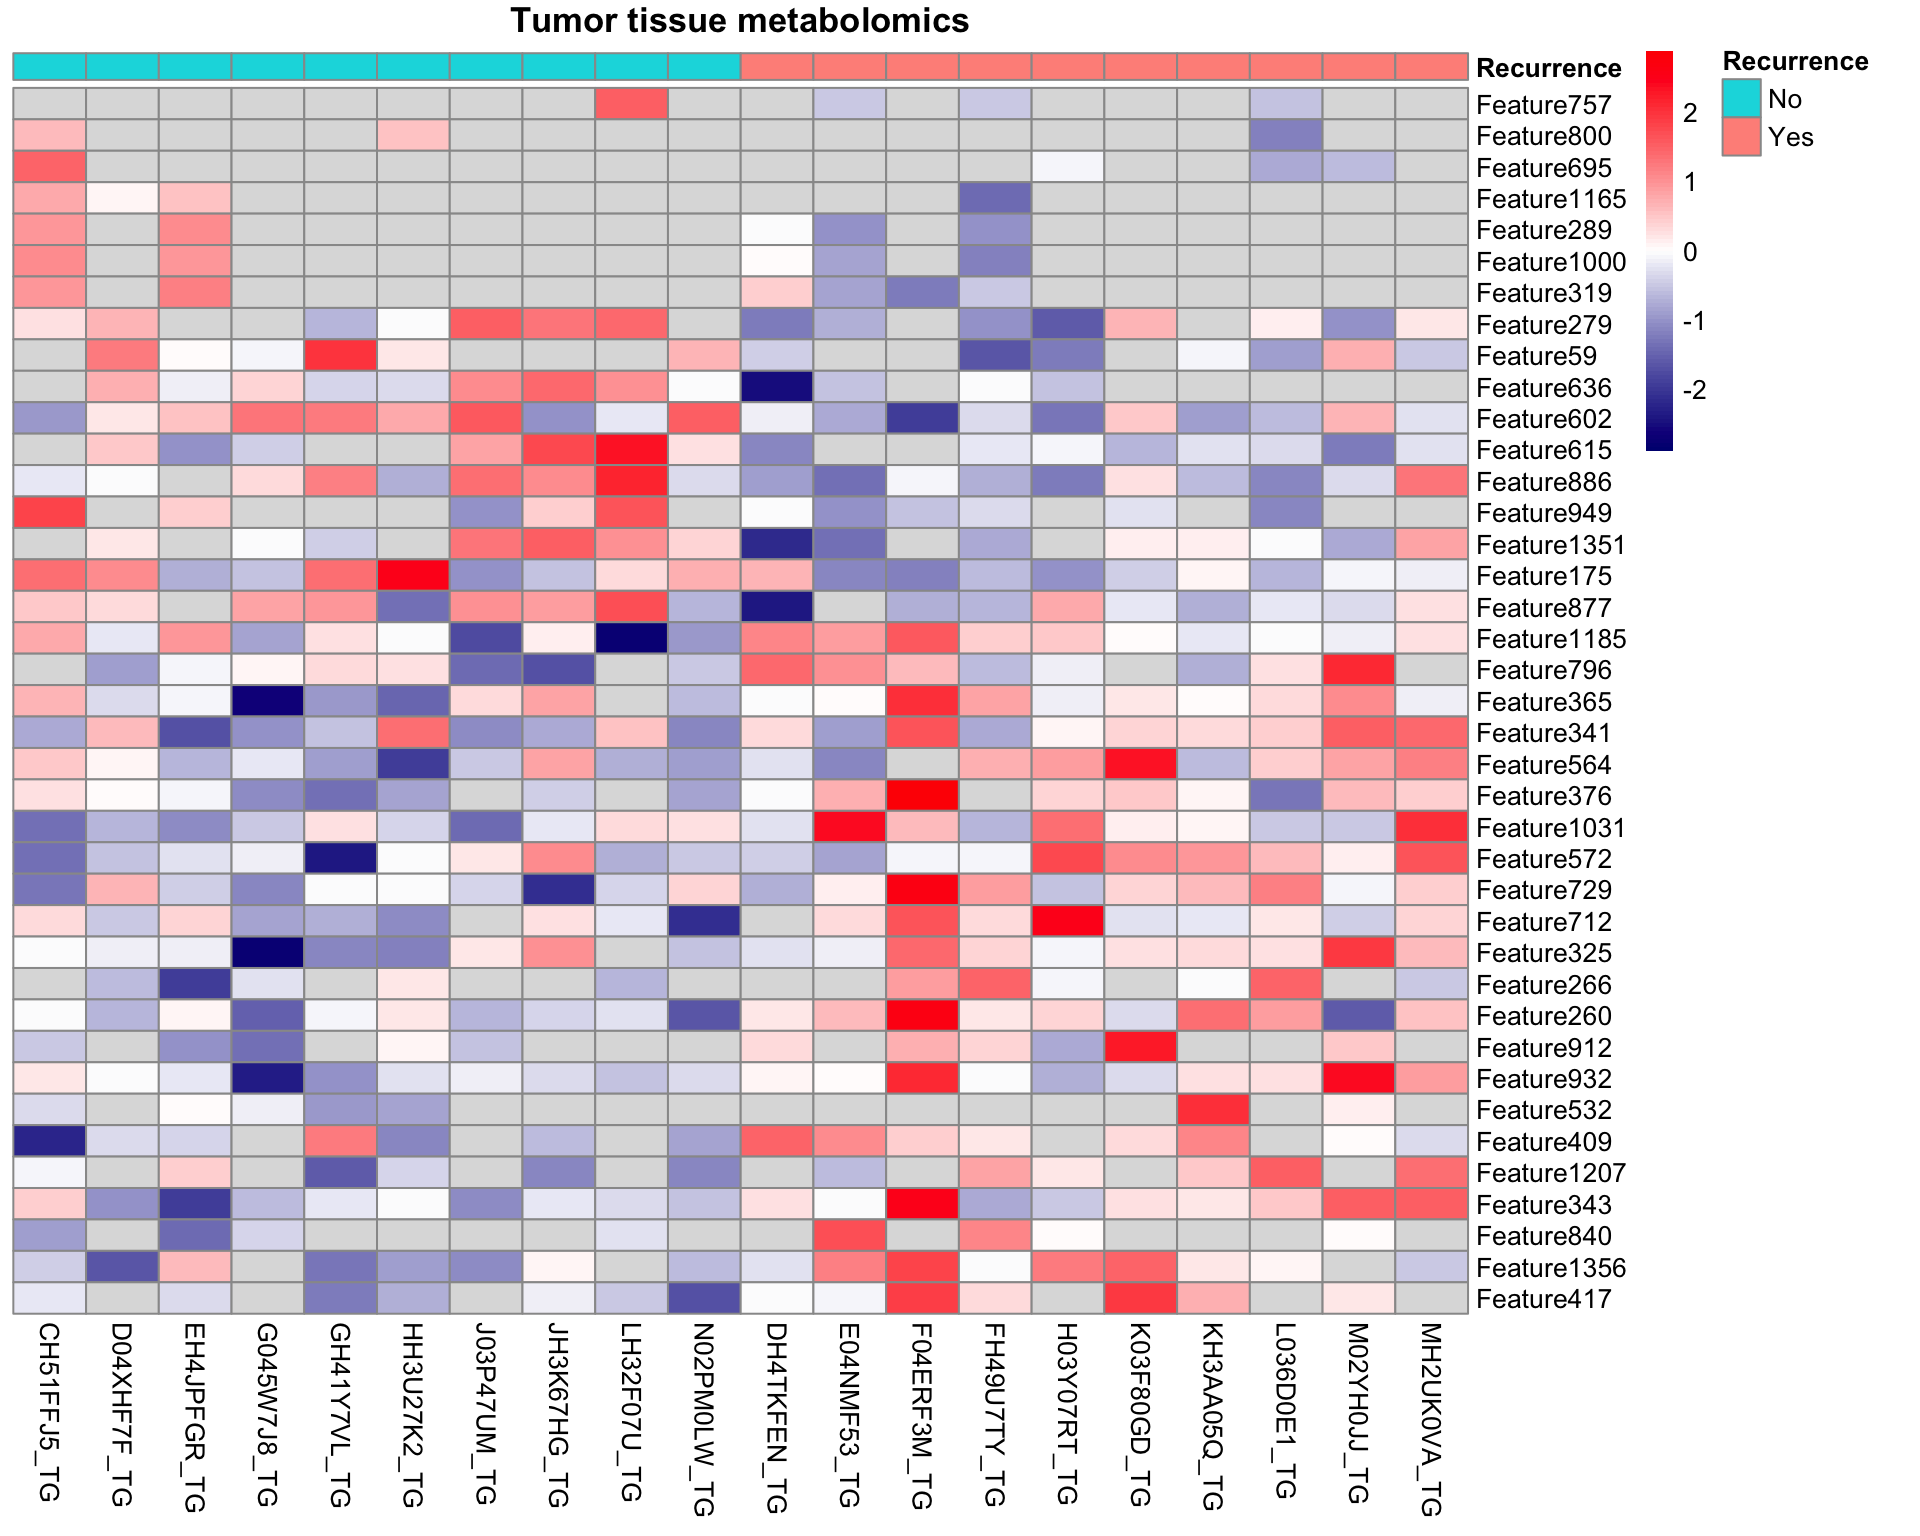 Tumor tissue metabolomics
Recurrence
Feature757
Feature800
Feature695
Feature1165
Feature289
Feature1000
Feature319
Feature279
Feature59
Feature636
Feature602
Feature615
Feature886
Feature949
Feature1351
Feature175
Feature877
Feature1185
Feature796
Feature365
Feature341
Feature564
Feature376
Feature1031
Feature572
Feature729
Feature712
Feature325
Feature266
Feature260
Feature912
Feature932
Feature532
Feature409
Feature1207
Feature343
Feature840
Feature1356
Feature417
CH51FFJ5_TG
D04XHF7F_TG
EH4JPFGR_TG
G045W7J8_TG
GH41Y7VL_TG
HH3U27K2_TG
J03P47UM_TG
JH3K67HG_TG
LH32F07U_TG
N02PM0LW_TG
DH4TKFEN_TG
E04NMF53_TG
F04ERF3M_TG
FH49U7TY_TG
H03Y07RT_TG
K03F80GD_TG
KH3AA05Q_TG
L036D0E1_TG
M02YH0JJ_TG
MH2UK0VA_TG
2
1
0
-1
-2
Recurrence
No
Yes